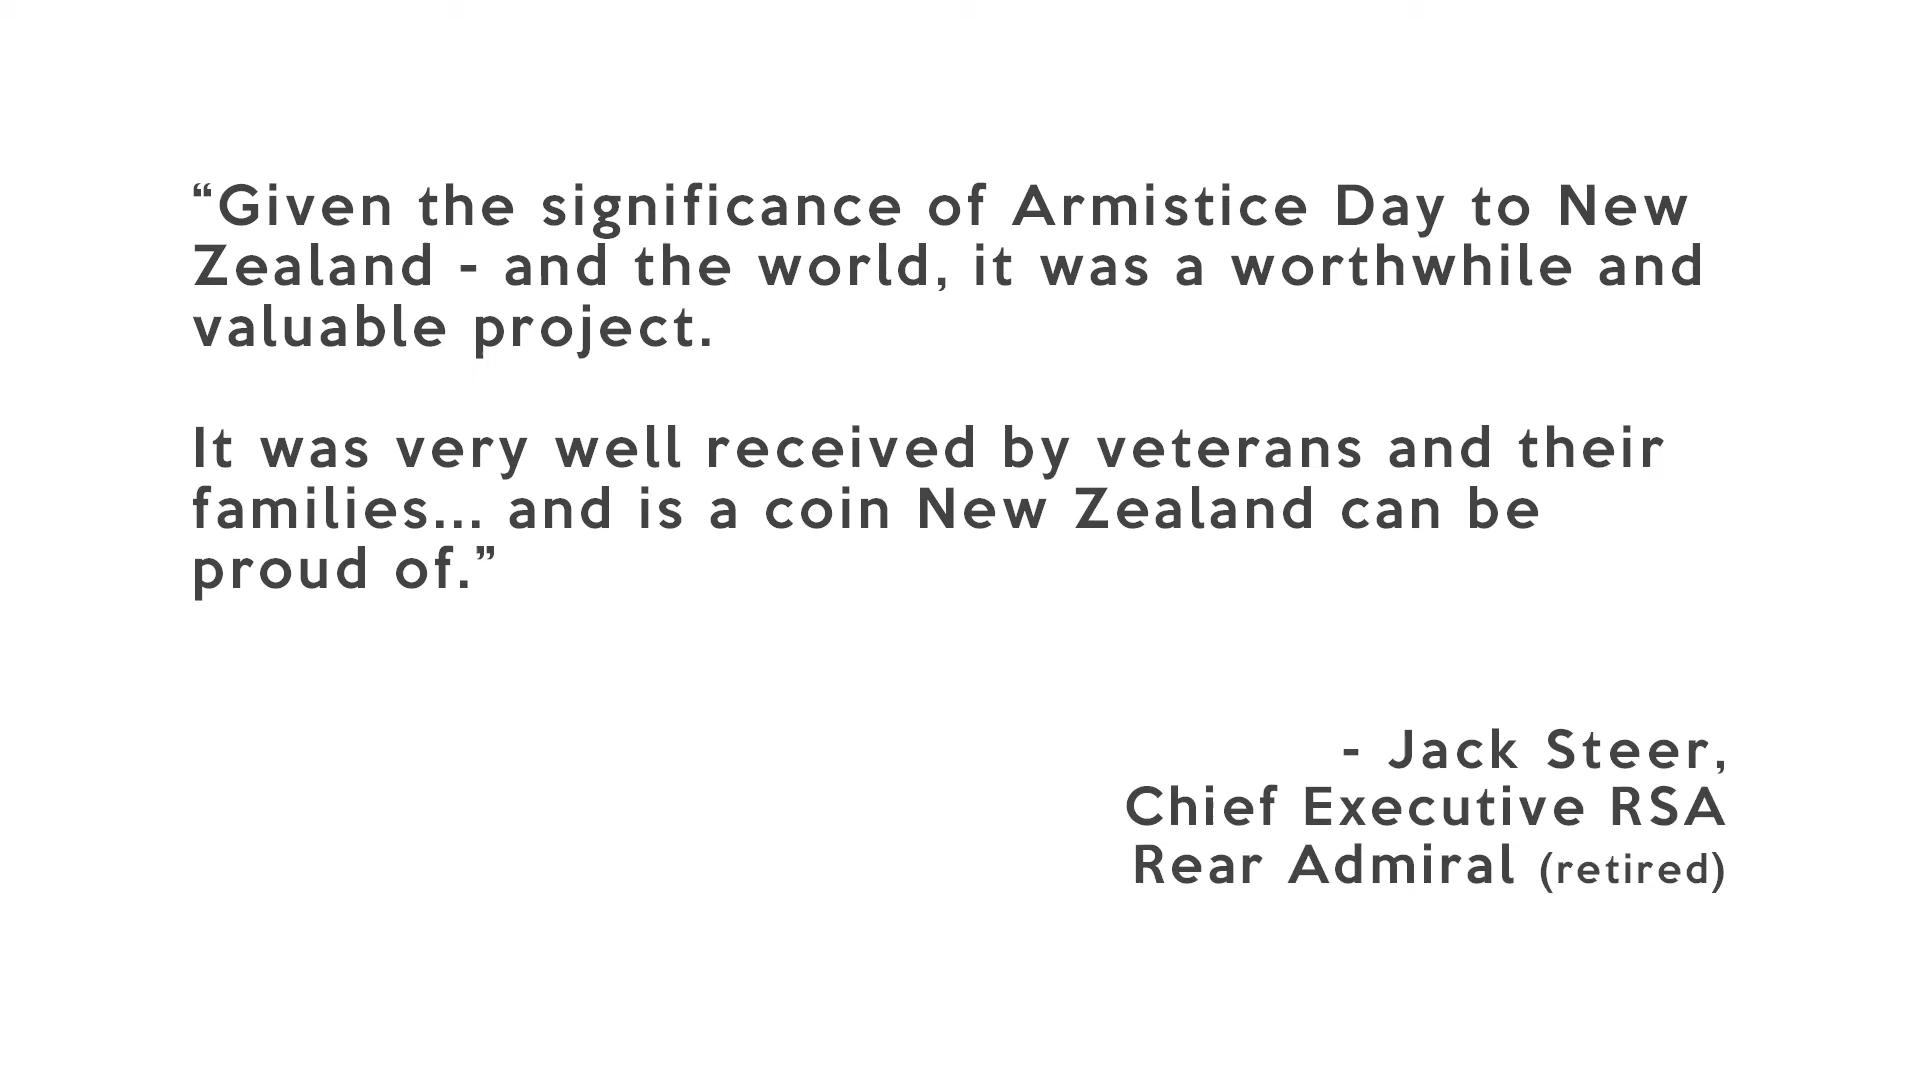 “Given the significance of Armistice Day to New
Zealand - and the world, it was a worthwhile and
valuable project.
It was very well received by veterans and their
families... and is a coin New Zealand can be
proud of.”
- Jack Steer,
Chief Executive RSA
Rear Admiral (retired)